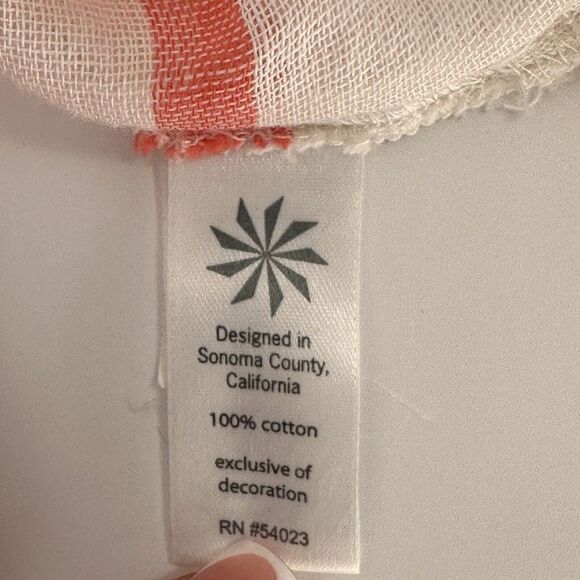 Designed in
Sonoma County,
California
100% cotton
exclusive of
decoration
RN #54023